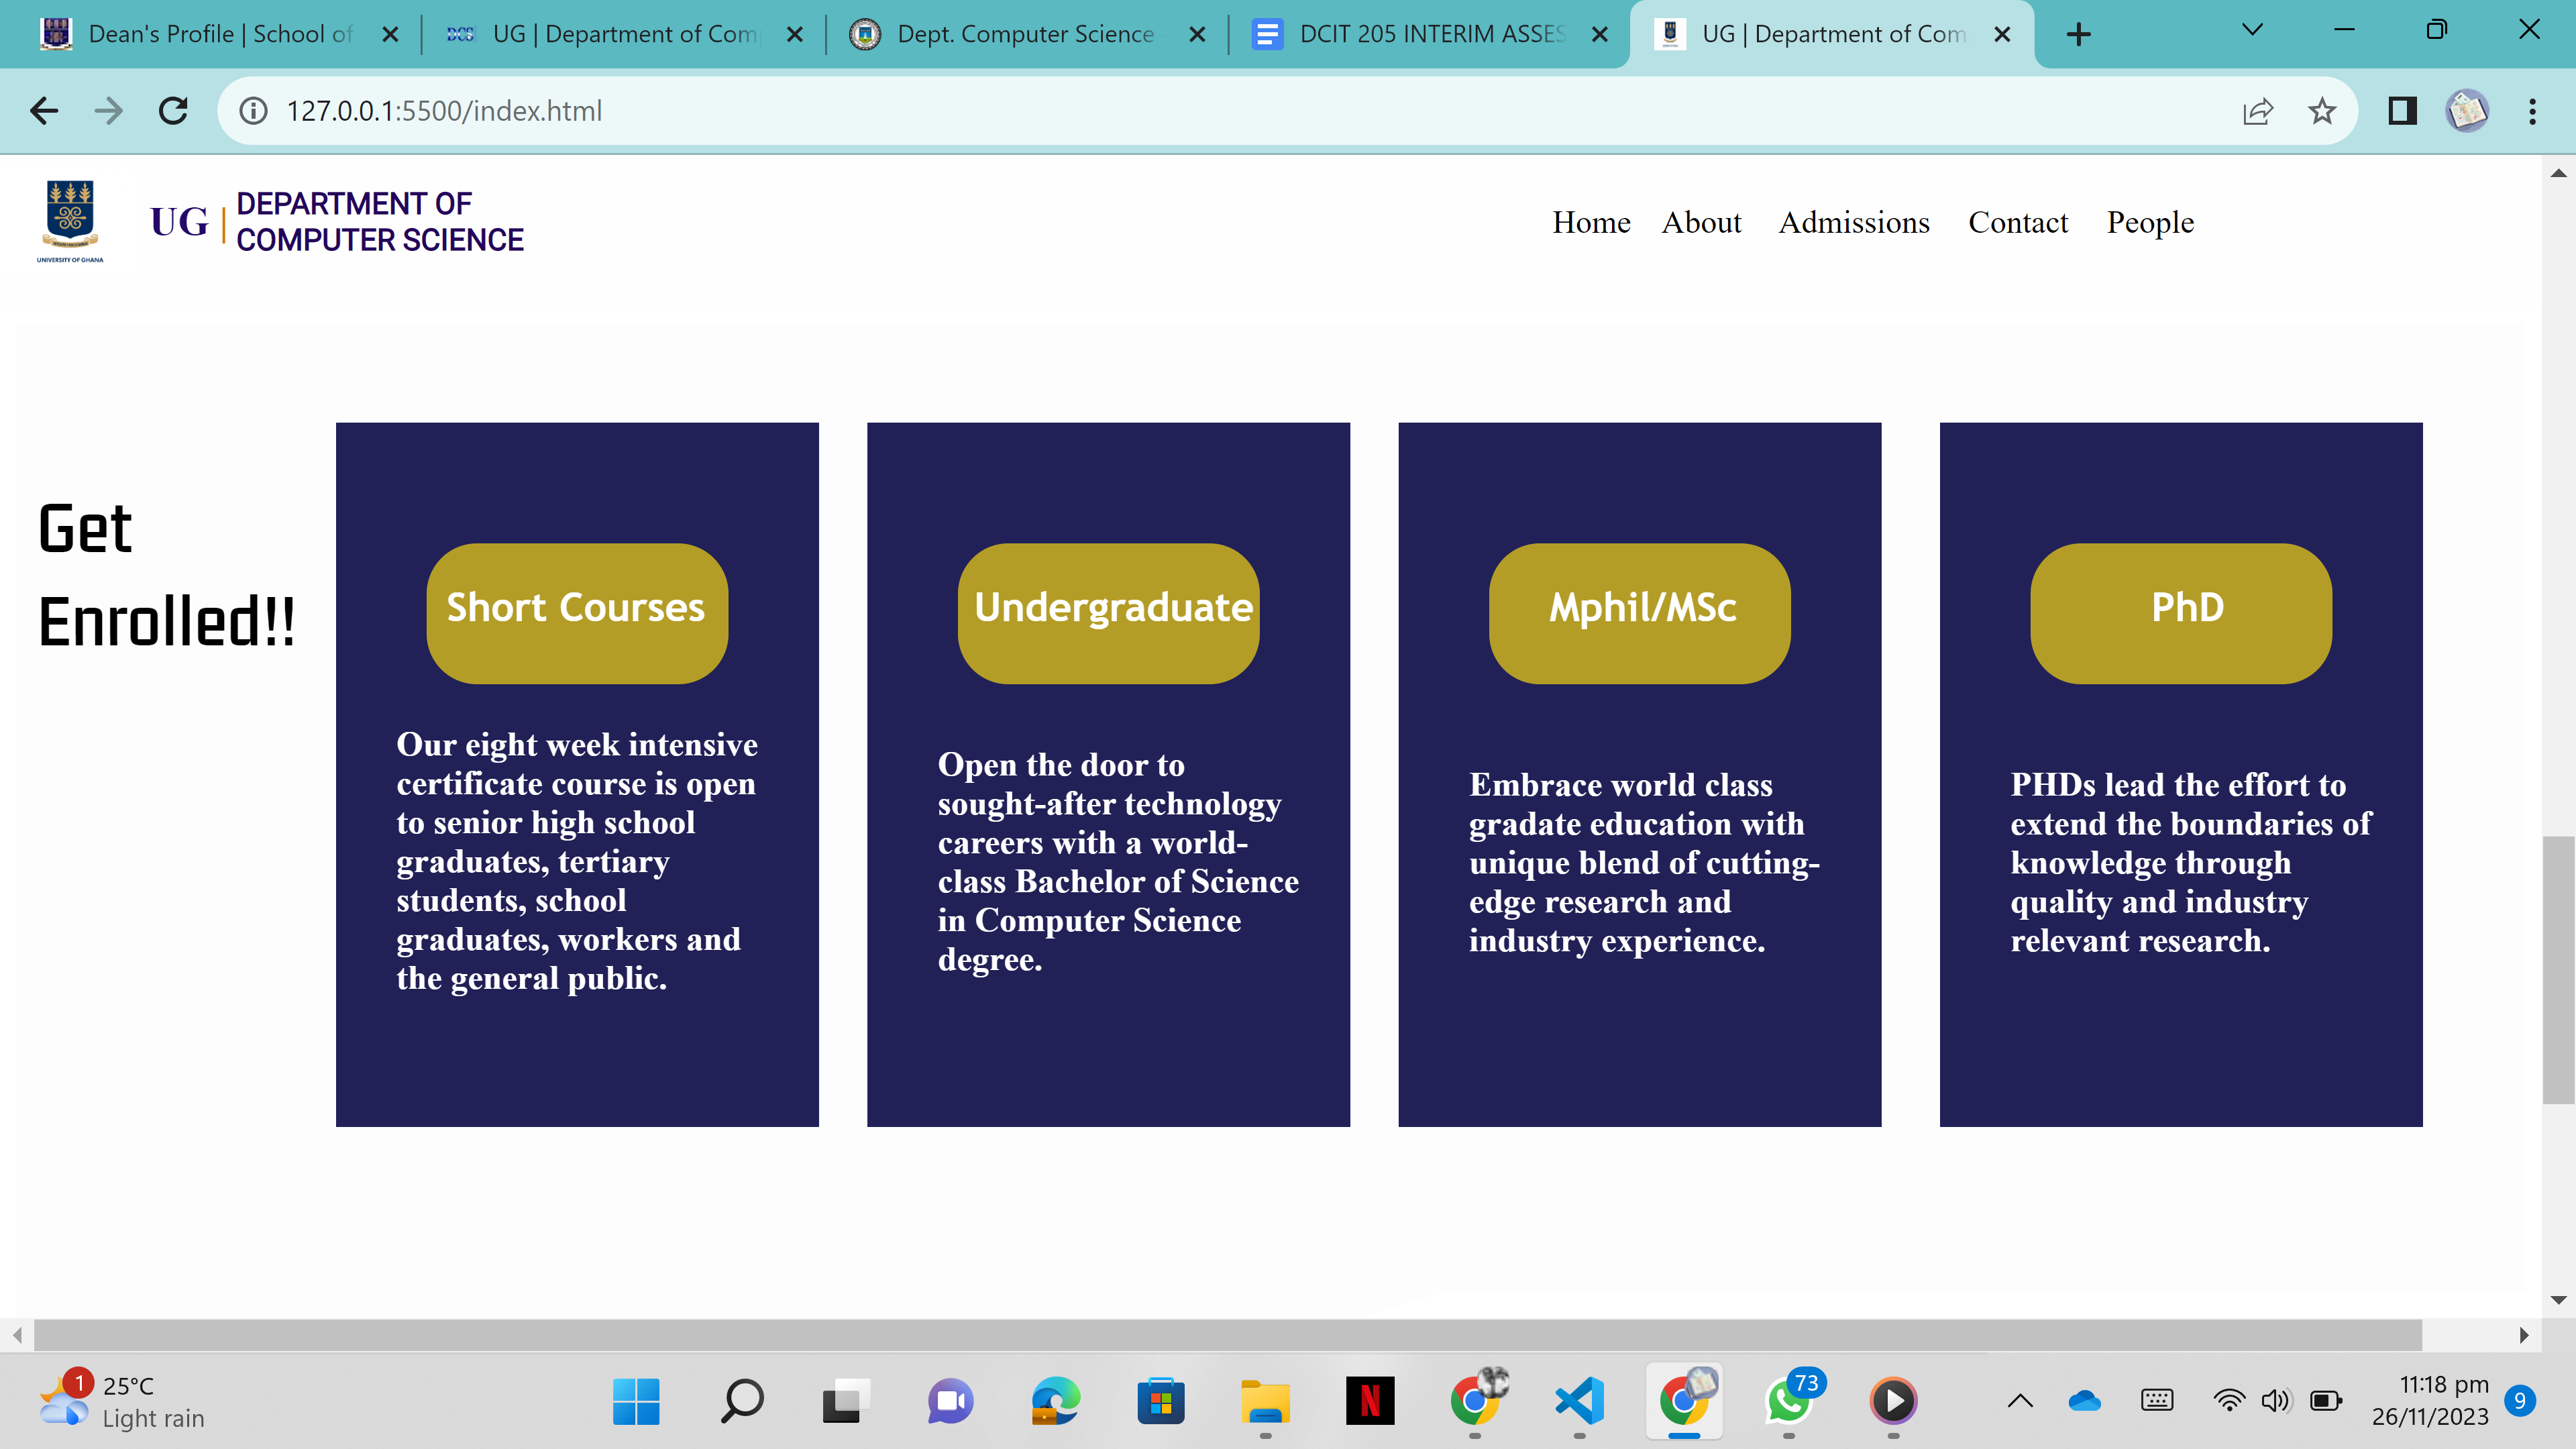 Dean's Profile | School of
DCS
UG | Department of Com
Dept. Computer Science
DCIT 205 INTERIM ASSES
UG | Department of Com
127.0.0.1:5500/index.html
UNIVERSITY OF GHANA
UG
DEPARTMENT OF
COMPUTER SCIENCE
Home About Admissions Contact People
Get
Enrolled!!
Short Courses
Our eight week intensive
certificate course is open
to senior high school
graduates, tertiary
students, school
graduates, workers and
the general public.
Undergraduate
Open the door to
sought-after technology
careers with a world-
class Bachelor of Science
in Computer Science
degree.
Mphil/MSc
Embrace world class
gradate education with
unique blend of cutting-
edge research and
industry experience.
PhD
PHDs lead the effort to
extend the boundaries of
knowledge through
quality and industry
relevant research.
1
25°C
Light rain
N
73
11:18 pm
26/11/2023
9